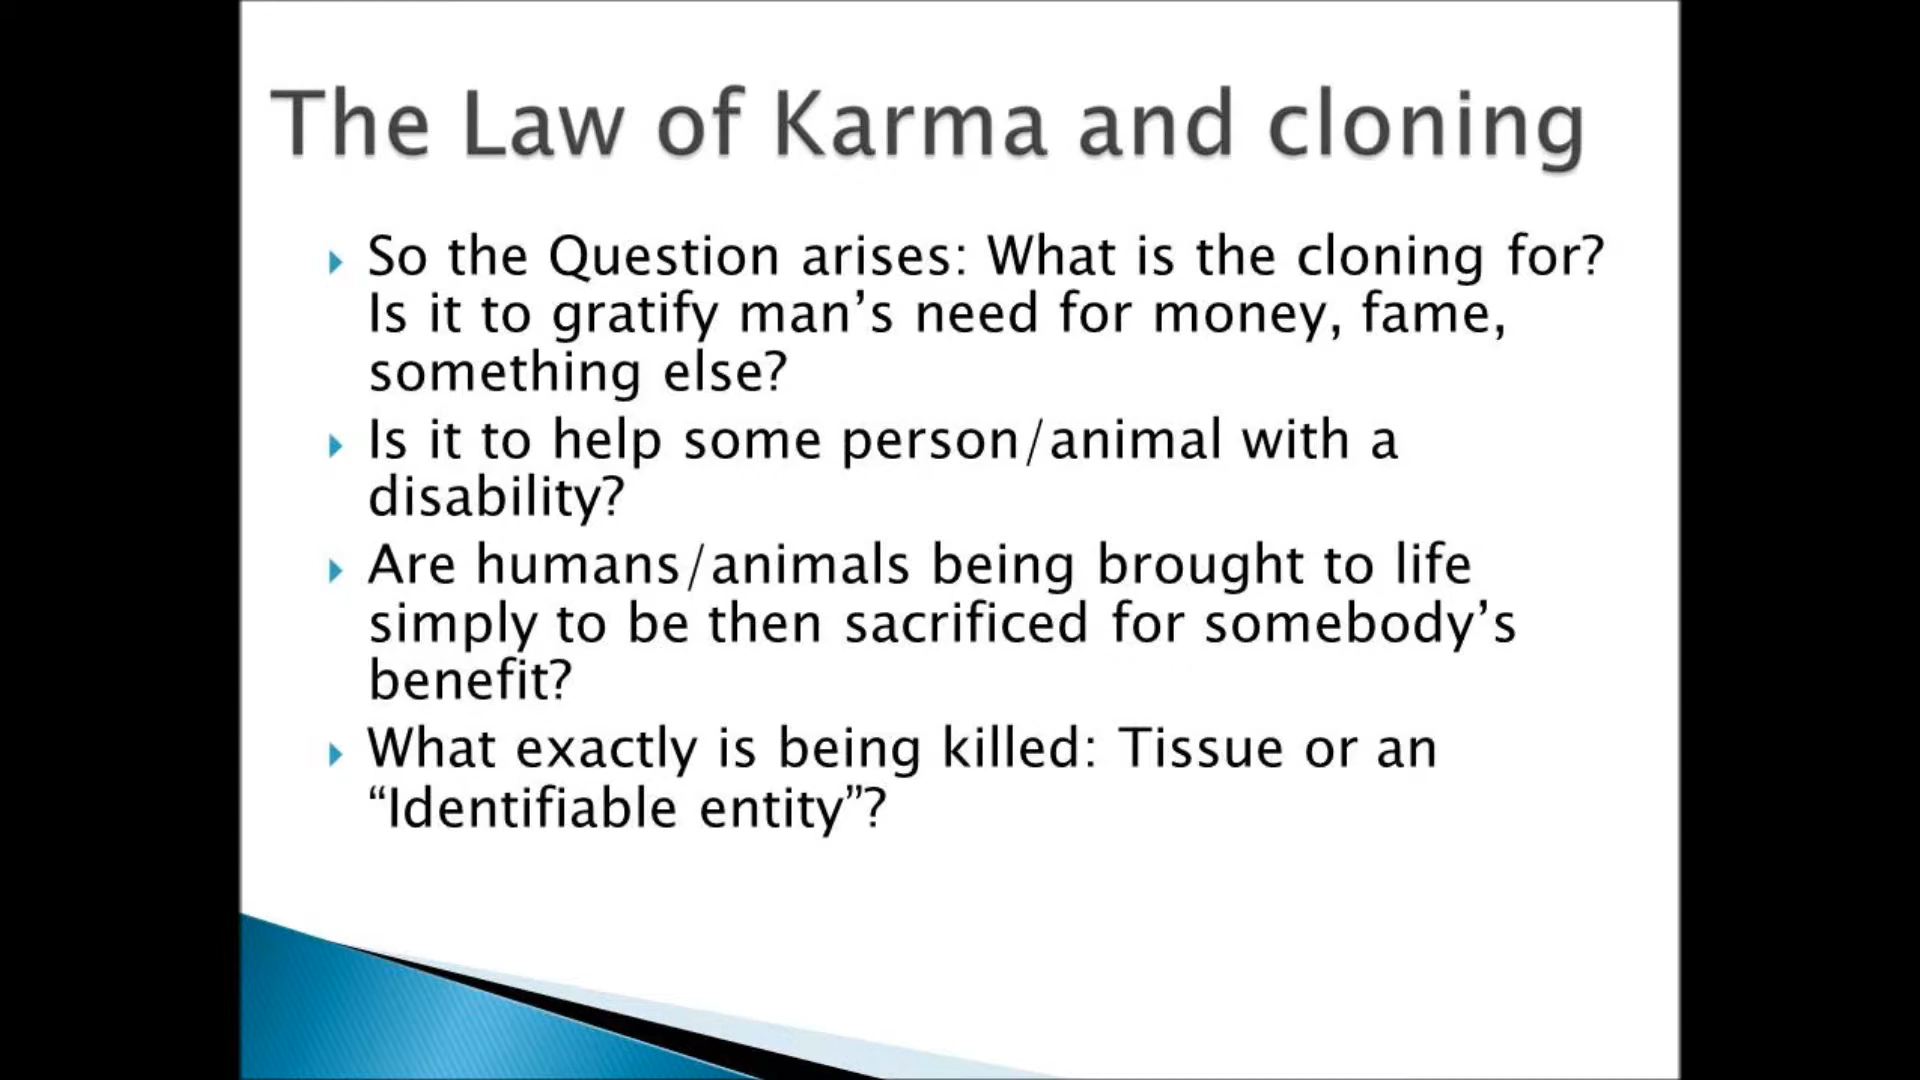 The Law of Karma and cloning
So the Question arises: What is the cloning for?
Is it to gratify man’s need for money, fame,
something else?
Is it to help some person/animal with a
disability?
Are humans/animals being brought to life
simply to be then sacrificed for somebody’s
benefit?
What exactly is being killed: Tissue or an
“Identifiable entity”?